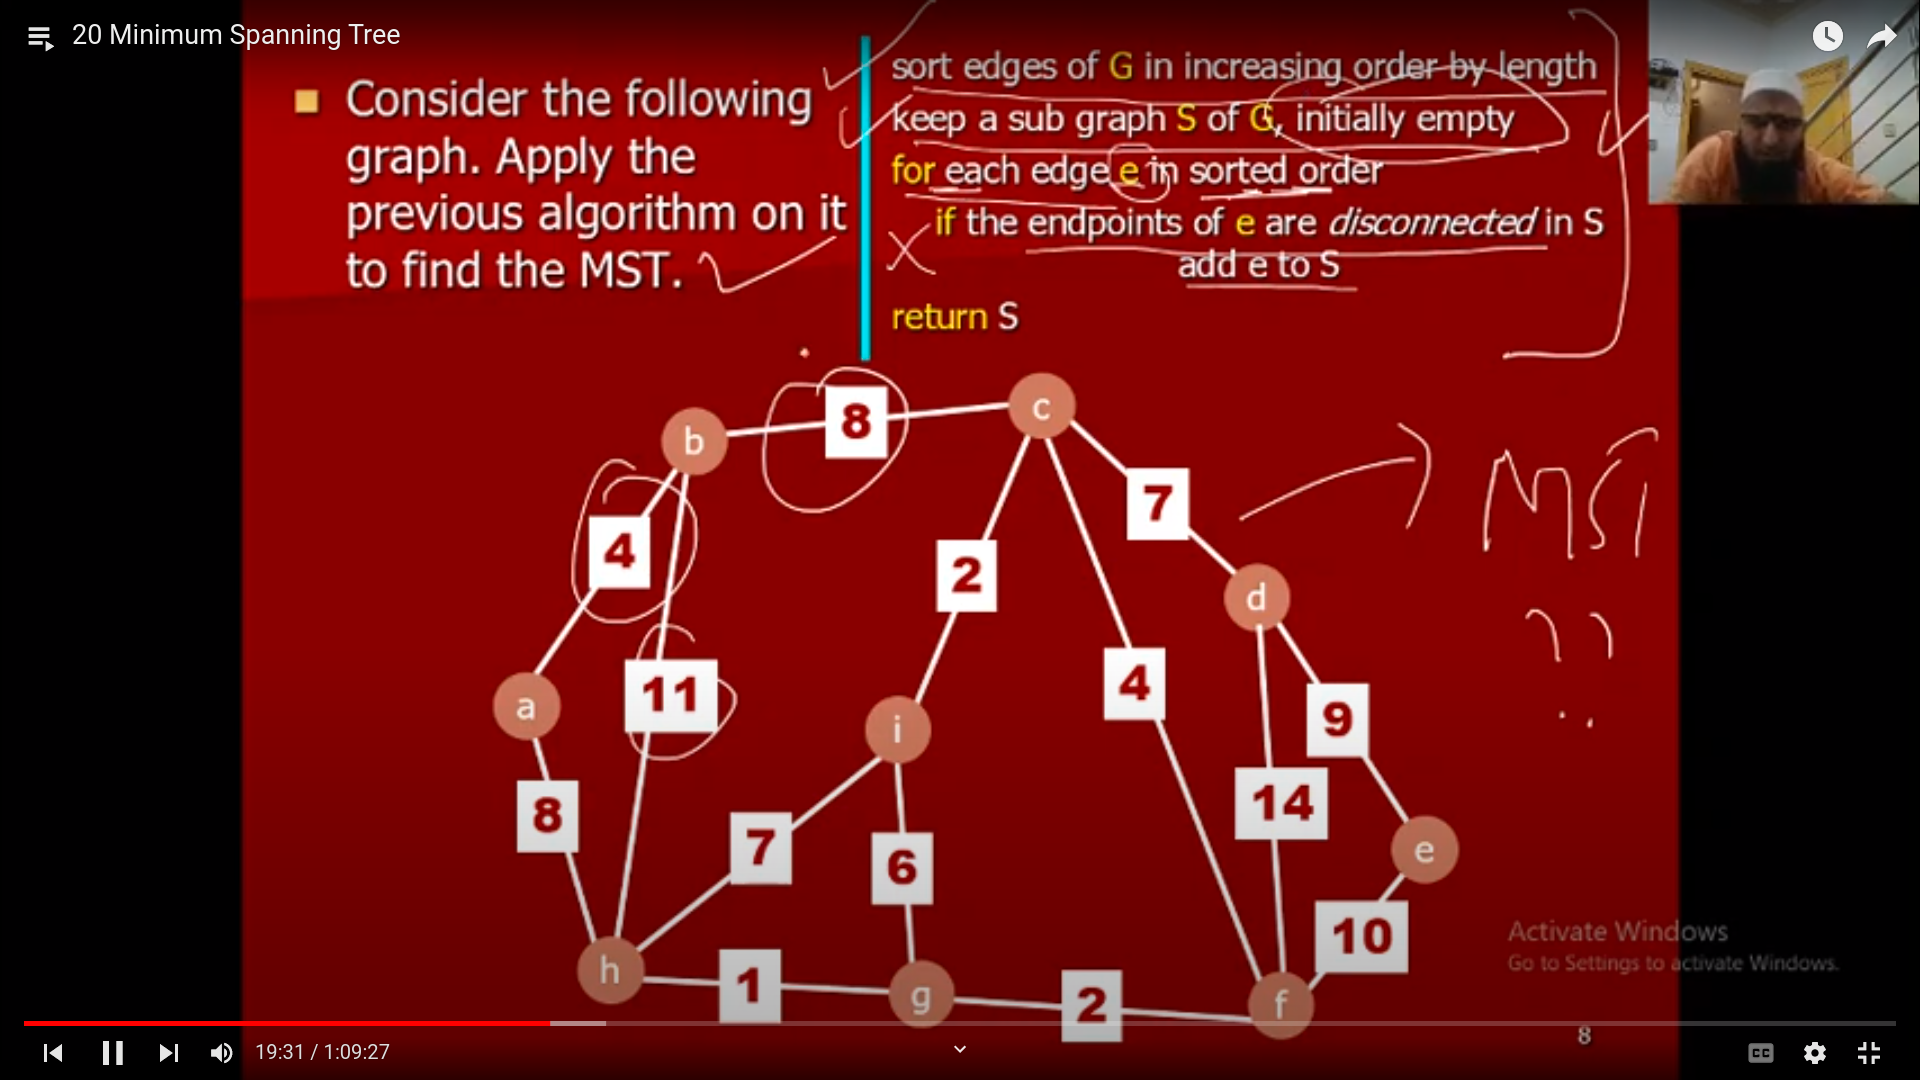 20 Minimum Spanning Tree
Consider the following
graph. Apply the
previous algorithm on it
to find the MST.
sort edges of G in increasing order by length
keep a sub graph S of G, initially empty
for each edge e in sorted order
if the endpoints of e are disconnected in S
add e to S
return S
8
c
b
7
MST
4
2
d
??
4
11
9
a
i
14
8
7
6
e
10
Activate Windows
Go to Settings to activate Windows.
h
1
g
2
f
8
19:31 / 1:09:27
CC